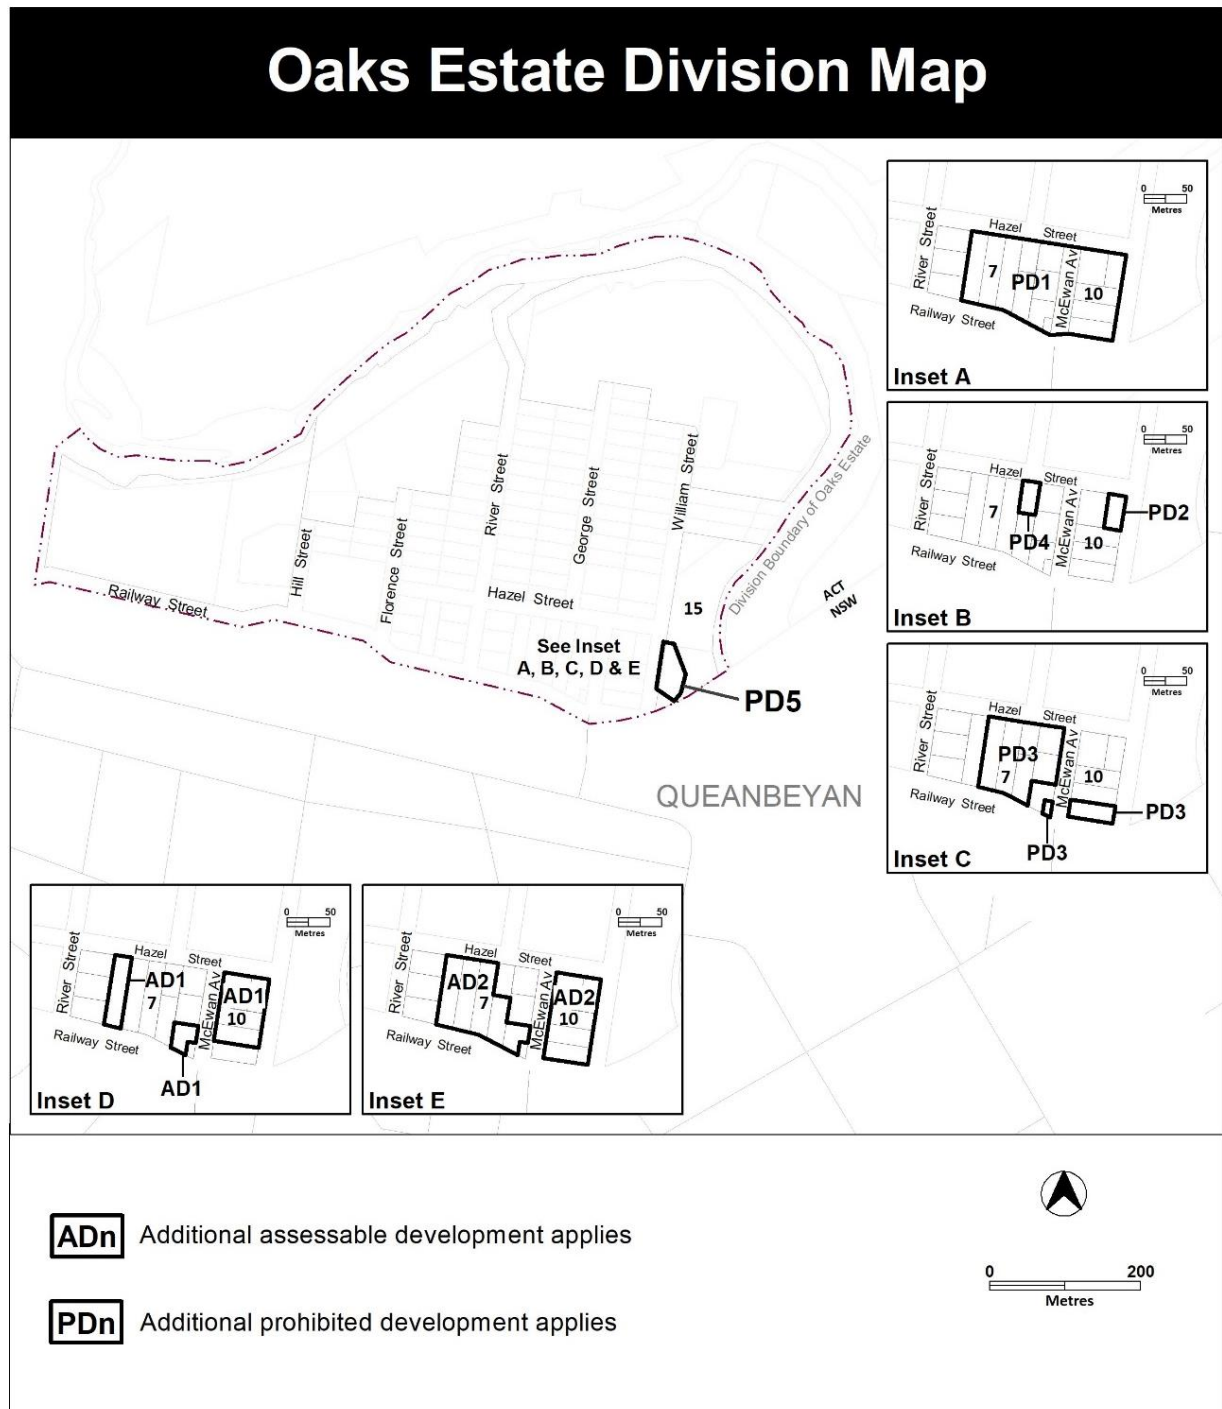 Oaks Estate Division Map
River Street
George Street
William Street
Hill Street
Florence Street
Railway Street
Hazel Street
15
Division Boundary of Oaks Estate
ACT
NSW
See Inset
A, B, C, D & E
PD5
QUEANBEYAN
0 50
Metres
River Street
Hazel Street
7
PD1
McEwan Av
10
Railway Street
Inset A
0 50
Metres
River Street
Hazel Street
7
PD4
McEwan Av
10
PD2
Railway Street
Inset B
0 50
Metres
River Street
Hazel Street
PD3
7
McEwan Av
10
Railway Street
PD3
PD3
Inset C
0 50
Metres
River Street
Hazel Street
AD1
7
McEwan Av
AD1
10
Railway Street
AD1
Inset D
0 50
Metres
River Street
Hazel Street
AD2
7
McEwan Av
AD2
10
Railway Street
Inset E
ADn Additional assessable development applies
PDn Additional prohibited development applies
0 200
Metres